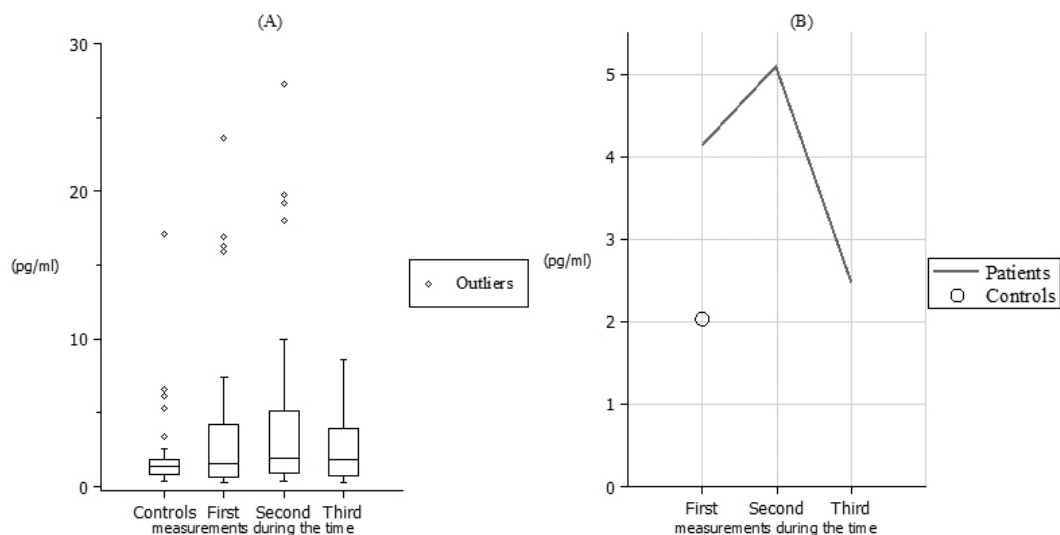 (A)
30
20
10
0
(pg/ml)
Controls First Second Third
measurements during the time
Outliers
(B)
5
4
3
2
1
0
(pg/ml)
First Second Third
measurements during the time
Patients
Controls